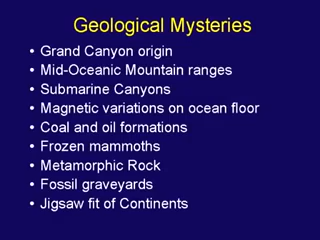 Geological Mysteries
• Grand Canyon origin
• Mid-Oceanic Mountain ranges
• Submarine Canyons
• Magnetic variations on ocean floor
• Coal and oil formations
• Frozen mammoths
• Metamorphic Rock
• Fossil graveyards
• Jigsaw fit of Continents